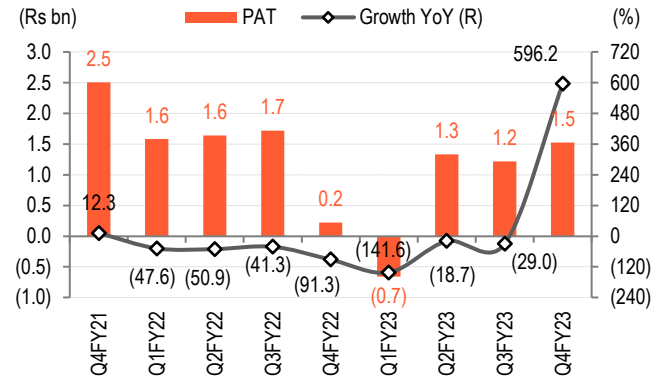 (Rs bn) PAT Growth YoY (R) (%)
3.0 720
2.5 600
2.0 480
1.5 360
1.0 240
0.5 120
0.0 0
(0.5) (120)
(1.0) (240)
2.5 1.6 1.6 1.7 0.2 (0.7) 1.3 1.2 1.5
12.3 (47.6) (50.9) (41.3) (91.3) (141.6) (18.7) (29.0) 596.2
Q4FY21 Q1FY22 Q2FY22 Q3FY22 Q4FY22 Q1FY23 Q2FY23 Q3FY23 Q4FY23